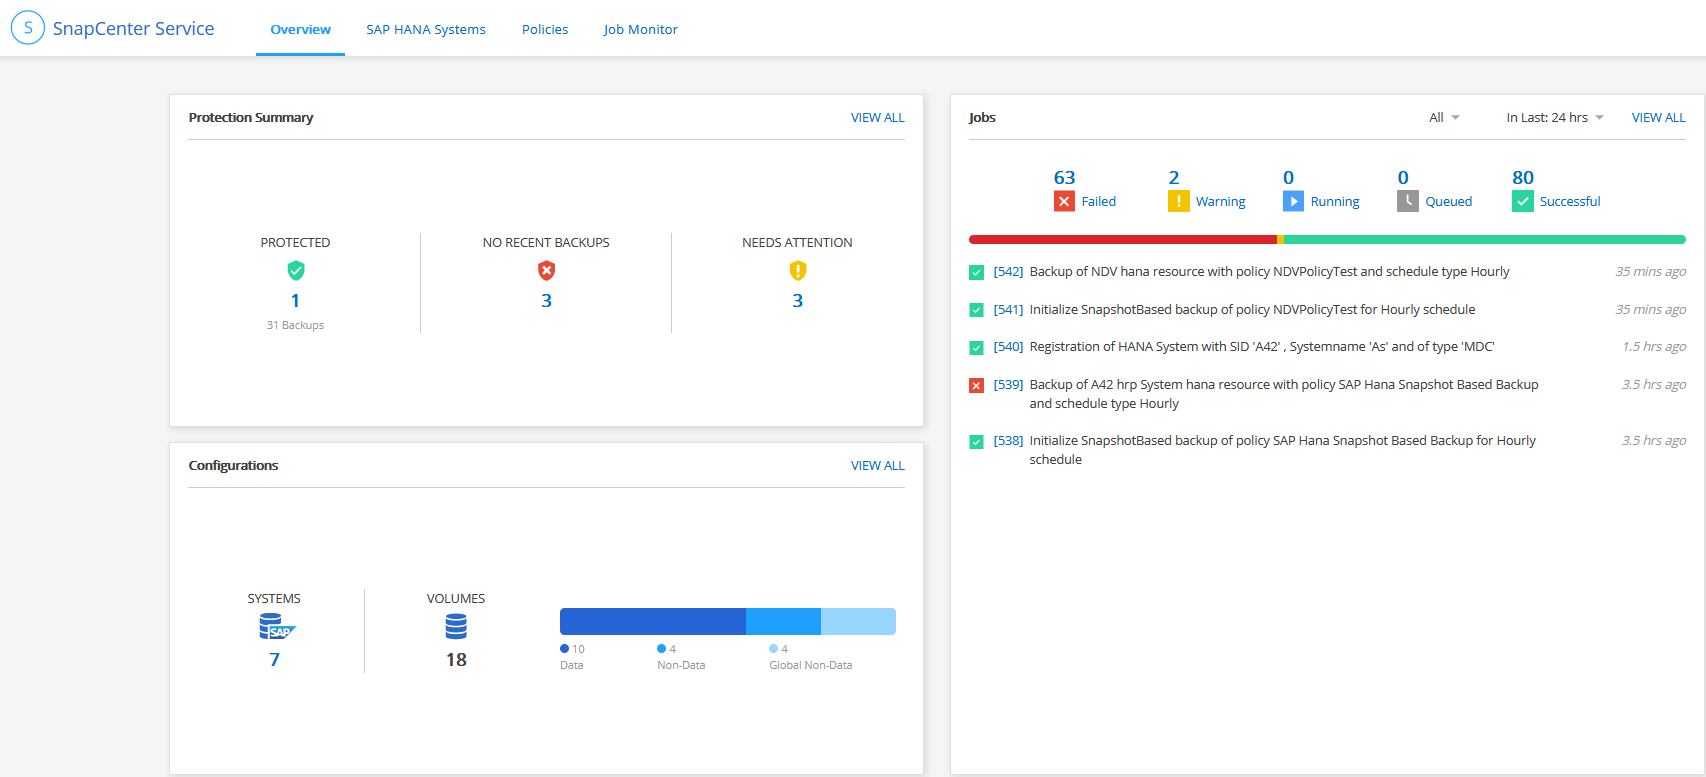 S SnapCenter Service
Overview SAP HANA Systems Policies Job Monitor
Protection Summary VIEW ALL
PROTECTED NO RECENT BACKUPS NEEDS ATTENTION
1 3 3
31 Backups
Configurations VIEW ALL
SYSTEMS VOLUMES
SAP
7 18
10 4 4
Data Non-Data Global Non-Data
Jobs All In Last: 24 hrs VIEW ALL
63 2 0 0 80
Failed Warning Running Queued Successful
[542] Backup of NDV hana resource with policy NDVPolicyTest and schedule type Hourly 35 mins ago
[541] Initialize SnapshotBased backup of policy NDVPolicyTest for Hourly schedule 35 mins ago
[540] Registration of HANA System with SID 'A42' , Systemname 'As' and of type 'MDC' 1.5 hrs ago
[539] Backup of A42 hrp System hana resource with policy SAP Hana Snapshot Based Backup 3.5 hrs ago
and schedule type Hourly
[538] Initialize SnapshotBased backup of policy SAP Hana Snapshot Based Backup for Hourly 3.5 hrs ago
schedule